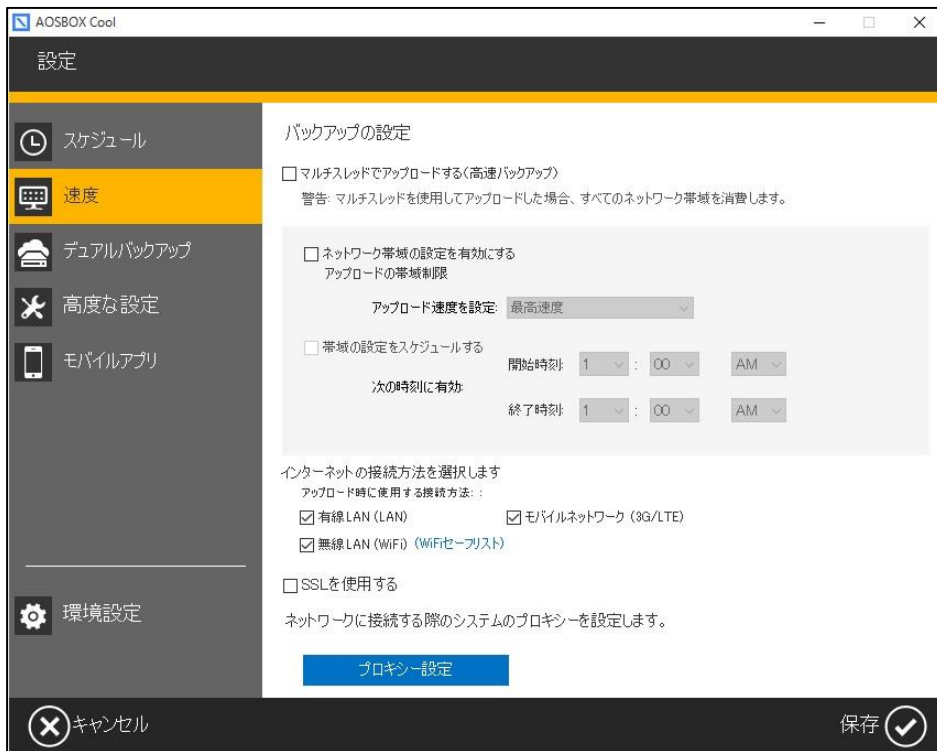 AOSBOX Cool
設定
スケジュール
速度
デュアルバックアップ
高度な設定
モバイルアプリ
環境設定
バックアップの設定
マルチスレッドでアップロードする(高速バックアップ)
警告: マルチスレッドを使用してアップロードした場合、すべてのネットワーク帯域を消費します。
ネットワーク帯域の設定を有効にする
アップロードの帯域制限
アップロード速度を設定: 最高速度
帯域の設定をスケジュールする
次の時刻に有効:
開始時刻: 1 : 00 AM
終了時刻: 1 : 00 AM
インターネットの接続方法を選択します
アップロード時に使用する接続方法: :
有線LAN (LAN) モバイルネットワーク (3G/LTE)
無線LAN (WiFi) (WiFiセーフリスト)
SSLを使用する
ネットワークに接続する際のシステムのプロキシーを設定します。
プロキシー設定
キャンセル 保存